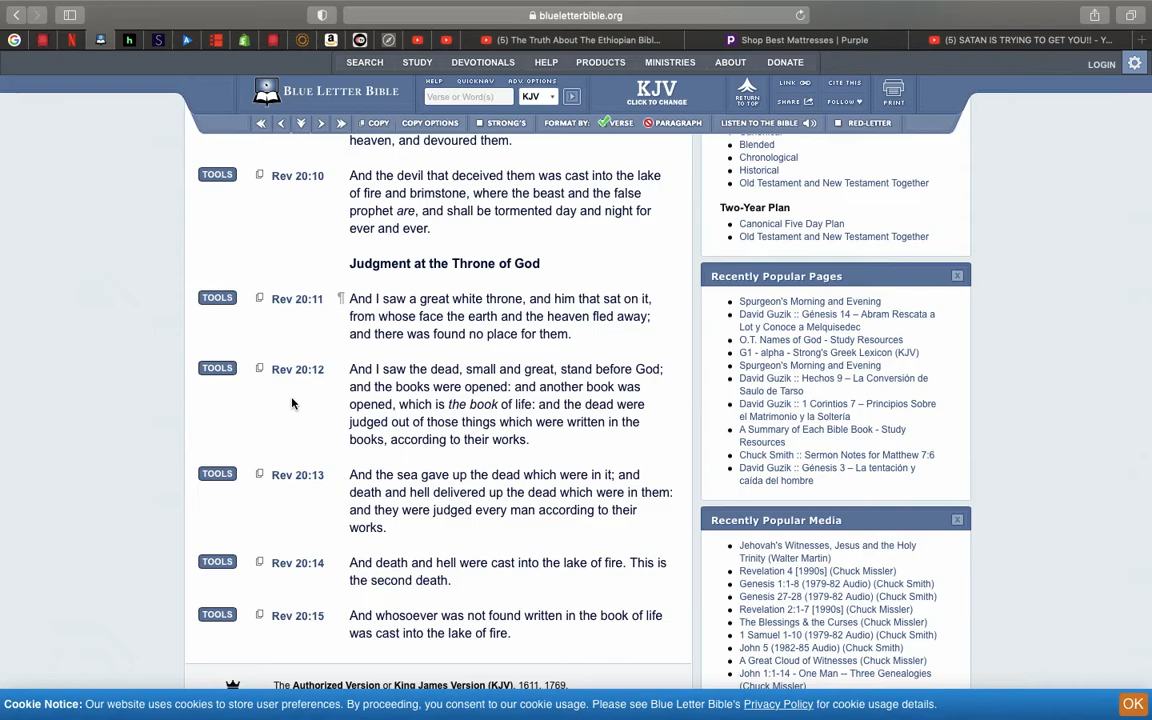 blueletterbible.org
(5) The Truth About The Ethiopian Bibl...
Shop Best Mattresses | Purple
(5) SATAN IS TRYING TO GET YOU!! - Y...
SEARCH STUDY DEVOTIONALS HELP PRODUCTS MINISTRIES ABOUT DONATE
LOGIN
BLUE LETTER BIBLE
HELP QUICKNAV ADV. OPTIONS
Verse or Word(s) KJV
KJV
CLICK TO CHANGE
RETURN
TO TOP
LINK CITE THIS
SHARE FOLLOW
PRINT
COPY COPY OPTIONS STRONG'S FORMAT BY: VERSE PARAGRAPH LISTEN TO THE BIBLE RED-LETTER
heaven, and devoured them.
TOOLS Rev 20:10 And the devil that deceived them was cast into the lake
of fire and brimstone, where the beast and the false
prophet are, and shall be tormented day and night for
ever and ever.
Judgment at the Throne of God
TOOLS Rev 20:11 ¶ And I saw a great white throne, and him that sat on it,
from whose face the earth and the heaven fled away;
and there was found no place for them.
TOOLS Rev 20:12 And I saw the dead, small and great, stand before God;
and the books were opened: and another book was
opened, which is the book of life: and the dead were
judged out of those things which were written in the
books, according to their works.
TOOLS Rev 20:13 And the sea gave up the dead which were in it; and
death and hell delivered up the dead which were in them:
and they were judged every man according to their
works.
TOOLS Rev 20:14 And death and hell were cast into the lake of fire. This is
the second death.
TOOLS Rev 20:15 And whosoever was not found written in the book of life
was cast into the lake of fire.
The Authorized Version or King James Version (KJV), 1611, 1769.
Blended
Chronological
Historical
Old Testament and New Testament Together
Two-Year Plan
Canonical Five Day Plan
Old Testament and New Testament Together
Recently Popular Pages
Spurgeon's Morning and Evening
David Guzik :: Génesis 14 – Abram Rescata a
Lot y Conoce a Melquisedec
O.T. Names of God - Study Resources
G1 - alpha - Strong's Greek Lexicon (KJV)
Spurgeon's Morning and Evening
David Guzik :: Hechos 9 – La Conversión de
Saulo de Tarso
David Guzik :: 1 Corintios 7 – Principios Sobre
el Matrimonio y la Soltería
A Summary of Each Bible Book - Study
Resources
Chuck Smith :: Sermon Notes for Matthew 7:6
David Guzik :: Génesis 3 – La tentación y
caída del hombre
Recently Popular Media
Jehovah's Witnesses, Jesus and the Holy
Trinity (Walter Martin)
Revelation 4 [1990s] (Chuck Missler)
Genesis 1:1-8 (1979-82 Audio) (Chuck Smith)
Genesis 27-28 (1979-82 Audio) (Chuck Smith)
Revelation 2:1-7 [1990s] (Chuck Missler)
The Blessings & the Curses (Chuck Smith)
1 Samuel 1-10 (1979-82 Audio) (Chuck Smith)
John 5 (1982-85 Audio) (Chuck Smith)
A Great Cloud of Witnesses (Chuck Missler)
John 1:1-14 - One Man -- Three Genealogies
(Chuck Missler)
Cookie Notice: Our website uses cookies to store user preferences. By proceeding, you consent to our cookie usage. Please see Blue Letter Bible's Privacy Policy for cookie usage details.
OK